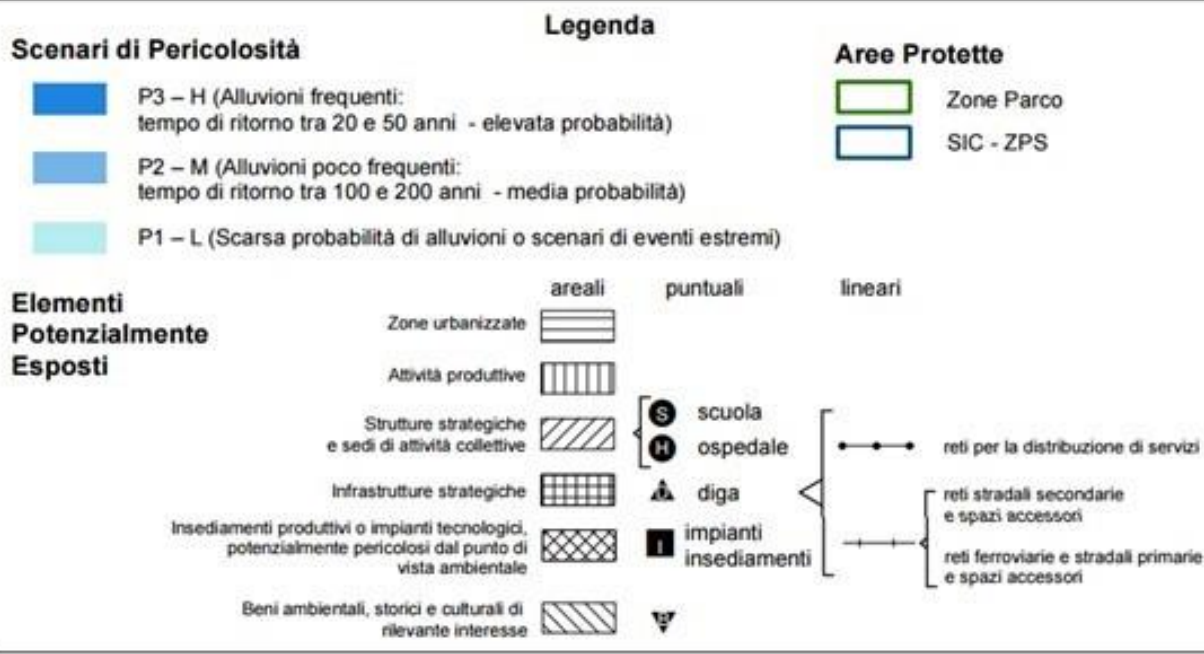 Legenda
Scenari di Pericolosità
P3 – H (Alluvioni frequenti:
tempo di ritorno tra 20 e 50 anni - elevata probabilità)
P2 – M (Alluvioni poco frequenti:
tempo di ritorno tra 100 e 200 anni - media probabilità)
P1 – L (Scarsa probabilità di alluvioni o scenari di eventi estremi)
Aree Protette
Zone Parco
SIC - ZPS
Elementi
Potenzialmente
Esposti
areali
puntuali
lineari
Zone urbanizzate
Attività produttive
Strutture strategiche
e sedi di attività collettive
Infrastrutture strategiche
Insediamenti produttivi o impianti tecnologici,
potenzialmente pericolosi dal punto di
vista ambientale
Beni ambientali, storici e culturali di
rilevante interesse
S scuola
H ospedale
diga
I impianti
insediamenti
reti per la distribuzione di servizi
reti stradali secondarie
e spazi accessori
reti ferroviarie e stradali primarie
e spazi accessori